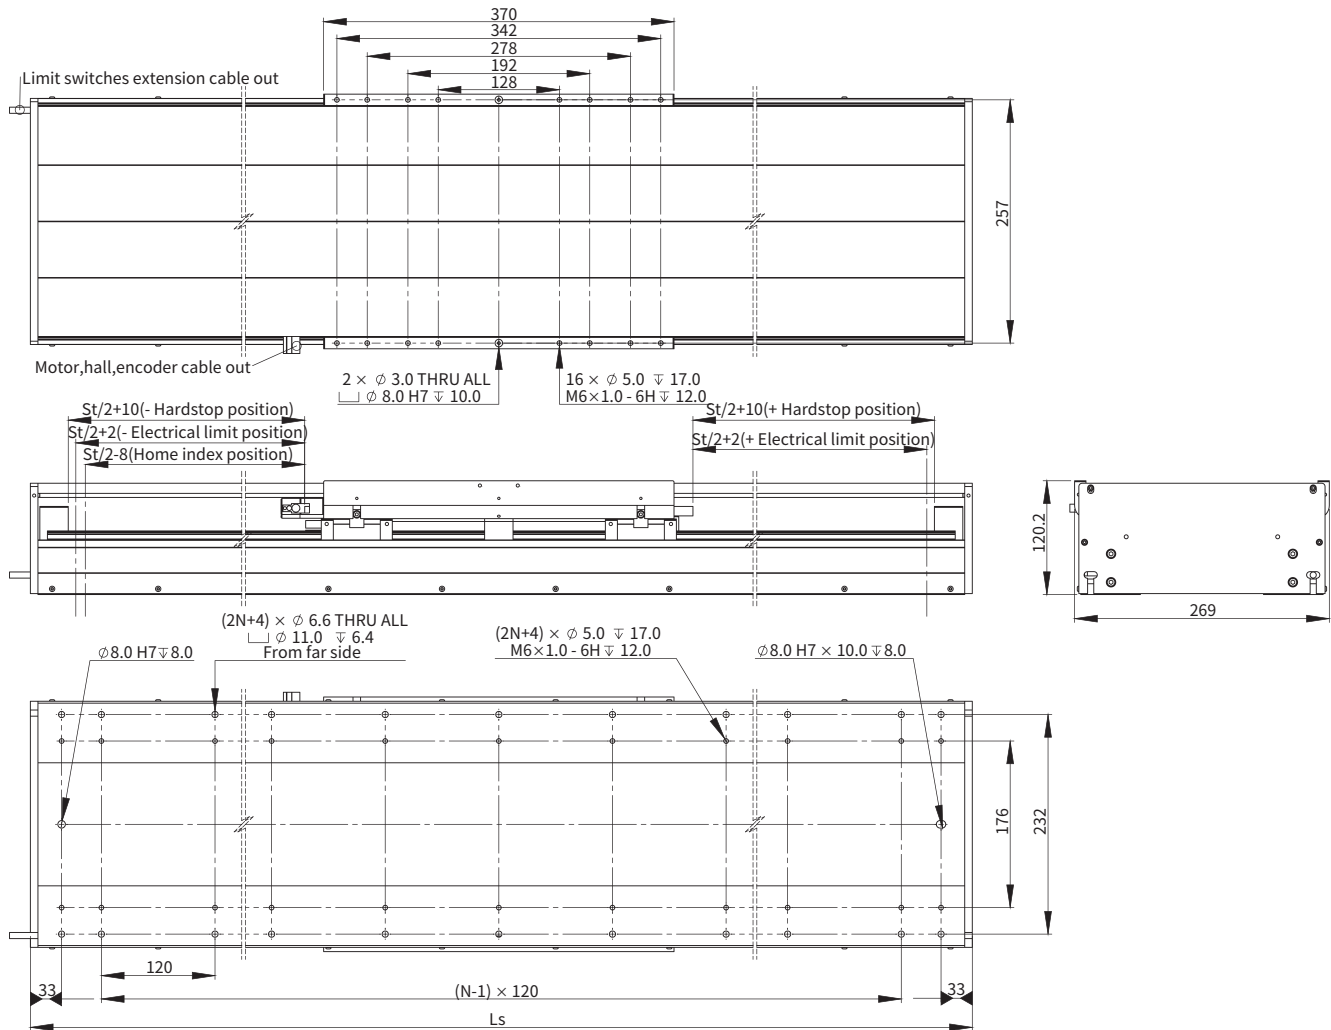 370
342
278
192
128
Limit switches extension cable out
257
Motor,hall,encoder cable out
2 × ⌀ 3.0 THRU ALL
⌴ ⌀ 8.0 H7 ↧ 10.0
16 × ⌀ 5.0 ↧ 17.0
M6×1.0 - 6H ↧ 12.0
St/2+10(- Hardstop position)
St/2+2(- Electrical limit position)
St/2-8(Home index position)
St/2+10(+ Hardstop position)
St/2+2(+ Electrical limit position)
120.2
269
(2N+4) × ⌀ 6.6 THRU ALL
⌴ ⌀ 11.0 ↧ 6.4
From far side
⌀8.0 H7↧8.0
(2N+4) × ⌀ 5.0 ↧ 17.0
M6×1.0 - 6H ↧ 12.0
⌀8.0 H7 × 10.0 ↧8.0
176
232
120
33
(N-1) × 120
33
Ls